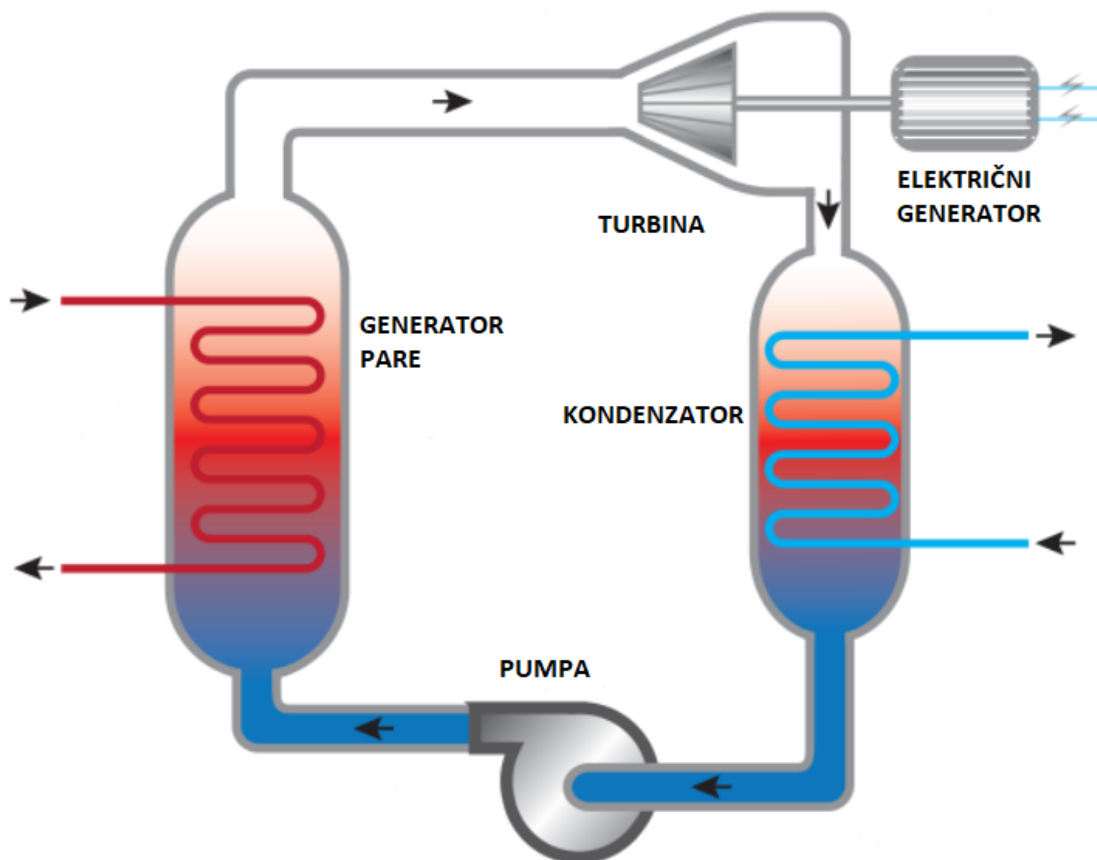 ELEKTRIČNI
GENERATOR
TURBINA
GENERATOR
PARE
KONDENZATOR
PUMPA